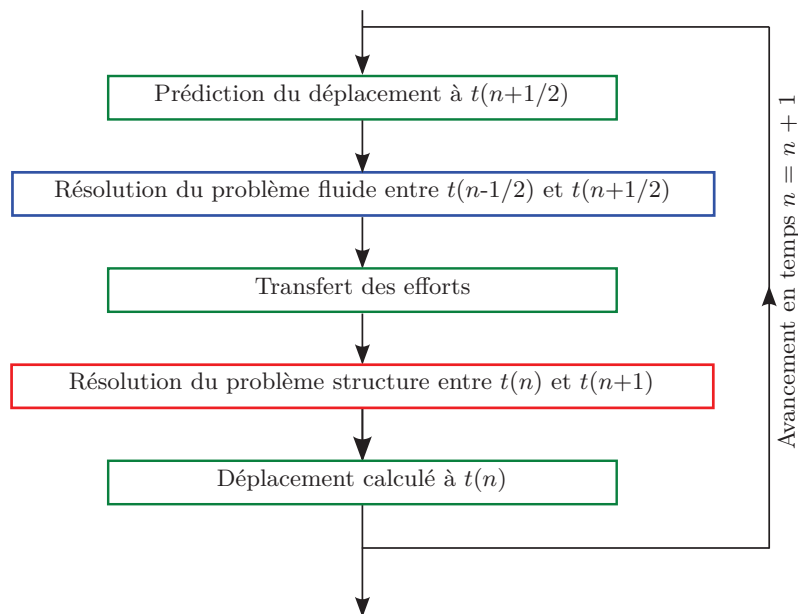 Prédiction du déplacement à t(n+1/2)
Résolution du problème fluide entre t(n-1/2) et t(n+1/2)
Transfert des efforts
Résolution du problème structure entre t(n) et t(n+1)
Déplacement calculé à t(n)
Avancement en temps n = n + 1